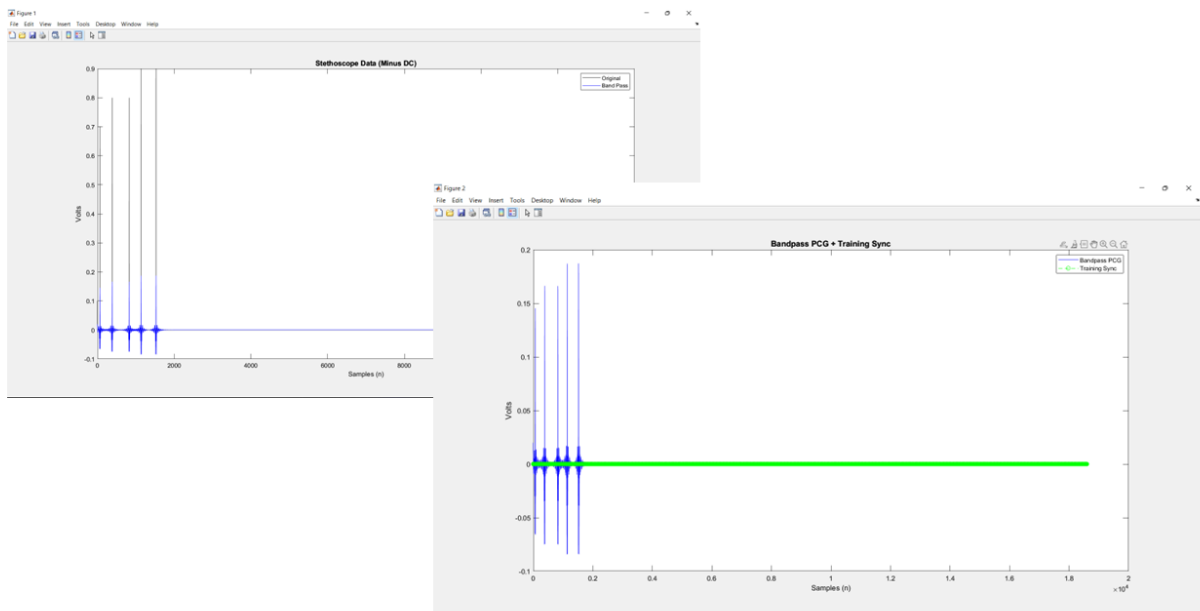 Figure 1
File Edit View Insert Tools Desktop Window Help
Stethoscope Data (Minus DC)
Original
Band Pass
0.9
0.8
0.7
0.6
0.5
0.4
0.3
0.2
0.1
0
-0.1
Volts
0 2000 4000 6000 8000
Samples (n)
Figure 2
File Edit View Insert Tools Desktop Window Help
Bandpass PCG + Training Sync
Bandpass PCG
Training Sync
0.2
0.15
0.1
0.05
0
-0.05
-0.1
Volts
0 0.2 0.4 0.6 0.8 1 1.2 1.4 1.6 1.8 2
Samples (n)